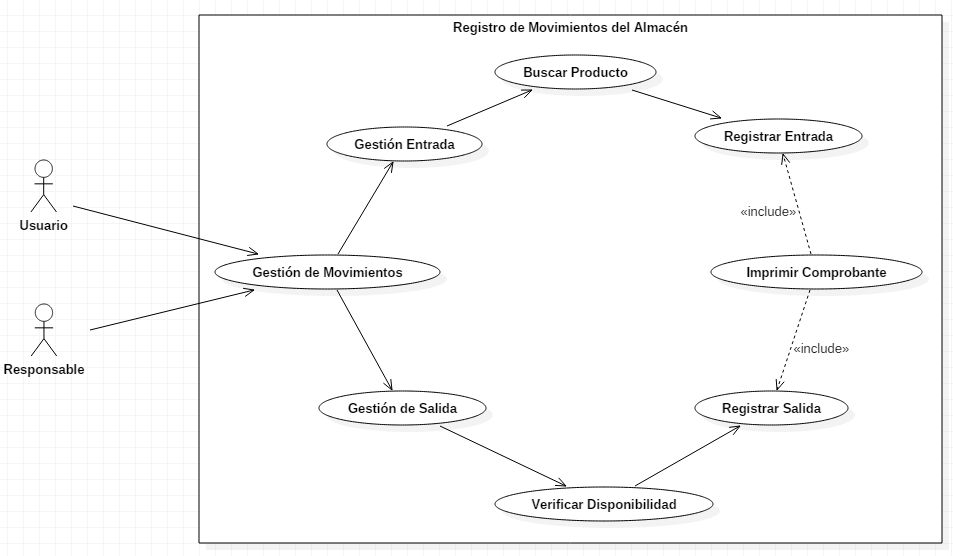 Registro de Movimientos del Almacén
Buscar Producto
Gestión Entrada
Registrar Entrada
«include»
Usuario
Gestión de Movimientos
Imprimir Comprobante
«include»
Responsable
Gestión de Salida
Registrar Salida
Verificar Disponibilidad